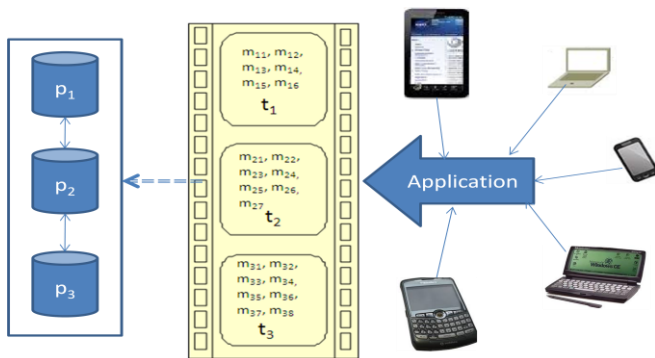 p1
p2
p3
m11, m12,
m13, m14,
m15, m16
t1
m21, m22,
m23, m24,
m25, m26,
m27
t2
m31, m32,
m33, m34,
m35, m36,
m37, m38
t3
Application